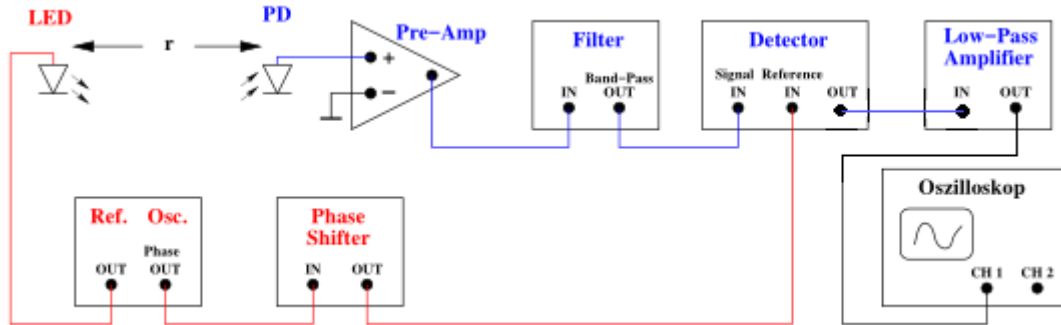 LED
r
PD
Pre-Amp
+
-
Filter
Band-Pass
IN OUT
Detector
Signal Reference
IN IN OUT
Low-Pass
Amplifier
IN OUT
Ref. Osc.
Phase
OUT OUT
Phase
Shifter
IN OUT
Oszilloskop
CH 1 CH 2